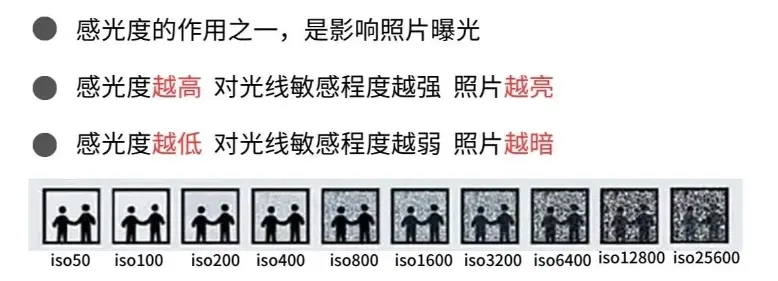 感光度的作用之一，是影响照片曝光
感光度越高 对光线敏感程度越强 照片越亮
感光度越低 对光线敏感程度越弱 照片越暗
iso50 iso100 iso200 iso400 iso800 iso1600 iso3200 iso6400 iso12800 iso25600